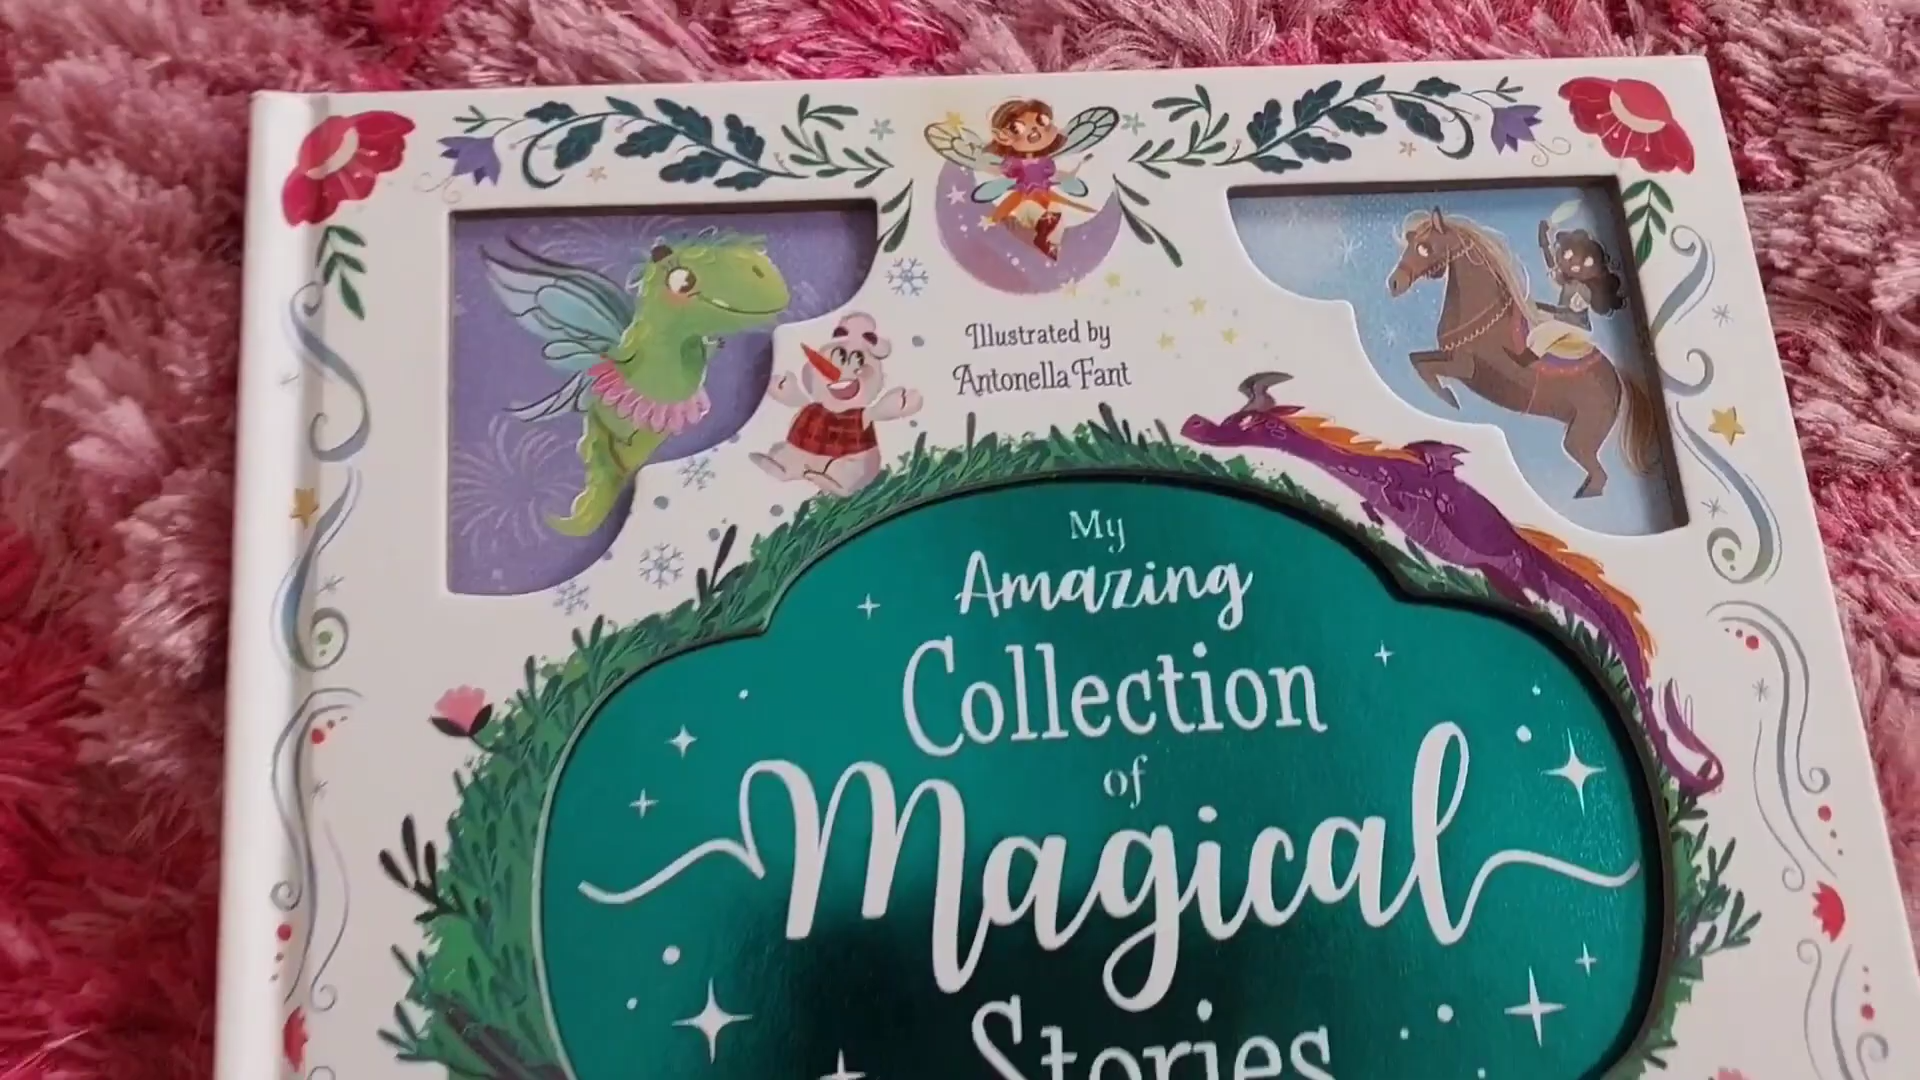 Illustrated by
Antonella Fant
My
Amazing
Collection
of
Magical
Stories